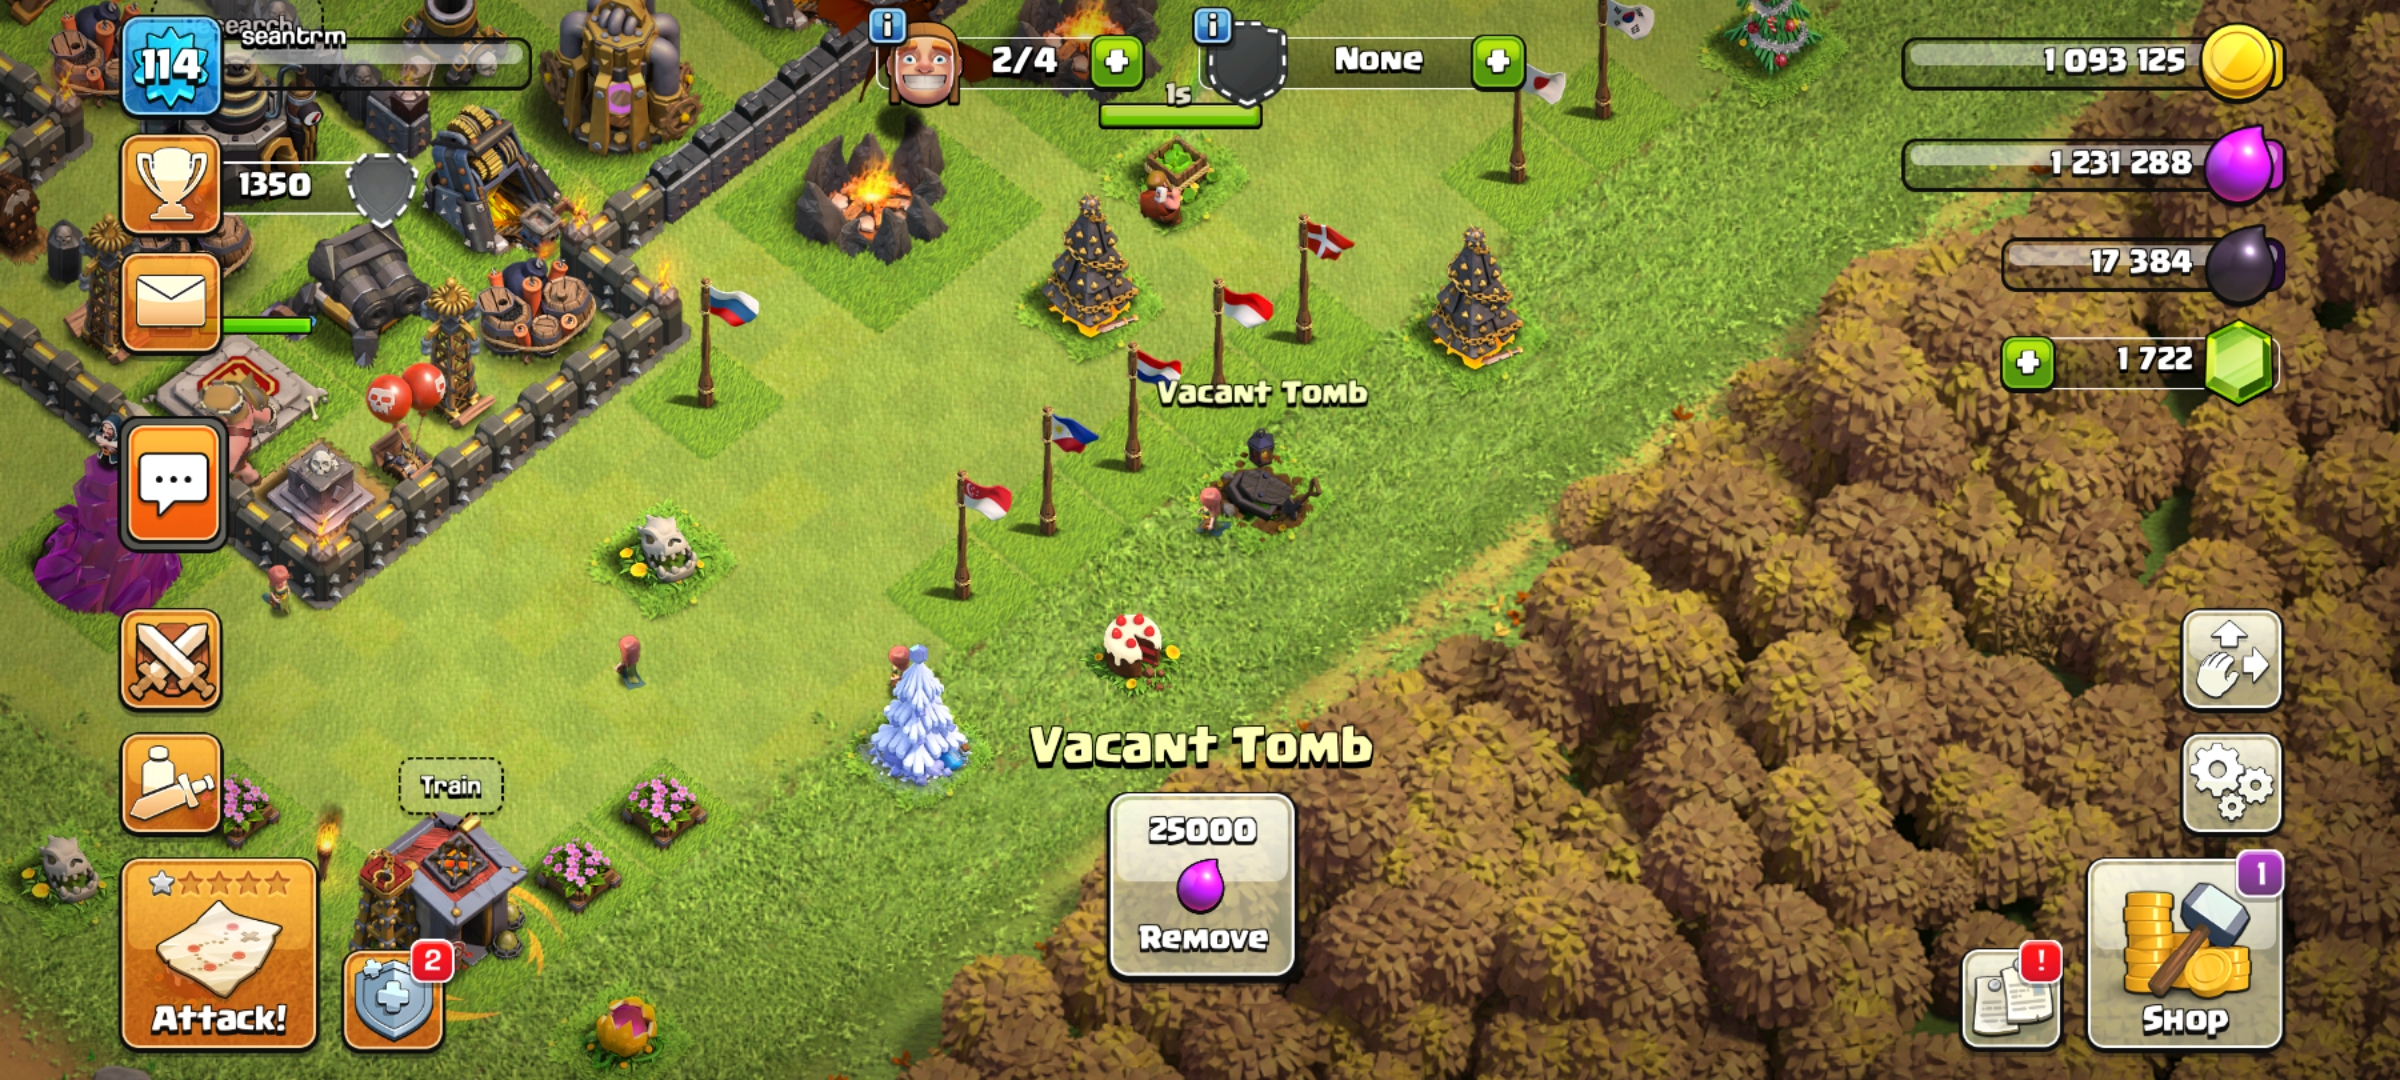 Research
seantrm
114
2/4
None
1 093 125
1s
1 231 288
1350
17 384
1 722
Vacant Tomb
Vacant Tomb
Train
25000
Remove
1
2
!
Attack!
Shop